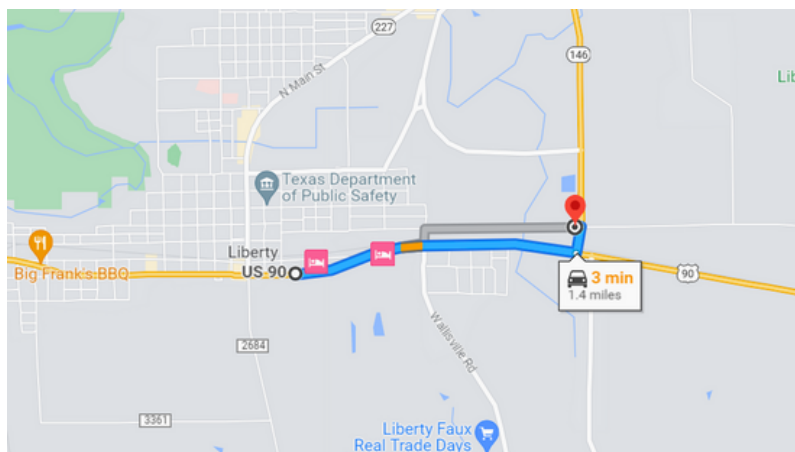 227
146
N Main St
Lib
Texas Department
of Public Safety
Liberty
US 90
Big Frank's BBQ
3 min
1.4 miles
90
2684
Wallisville Rd
3361
Liberty Faux
Real Trade Days